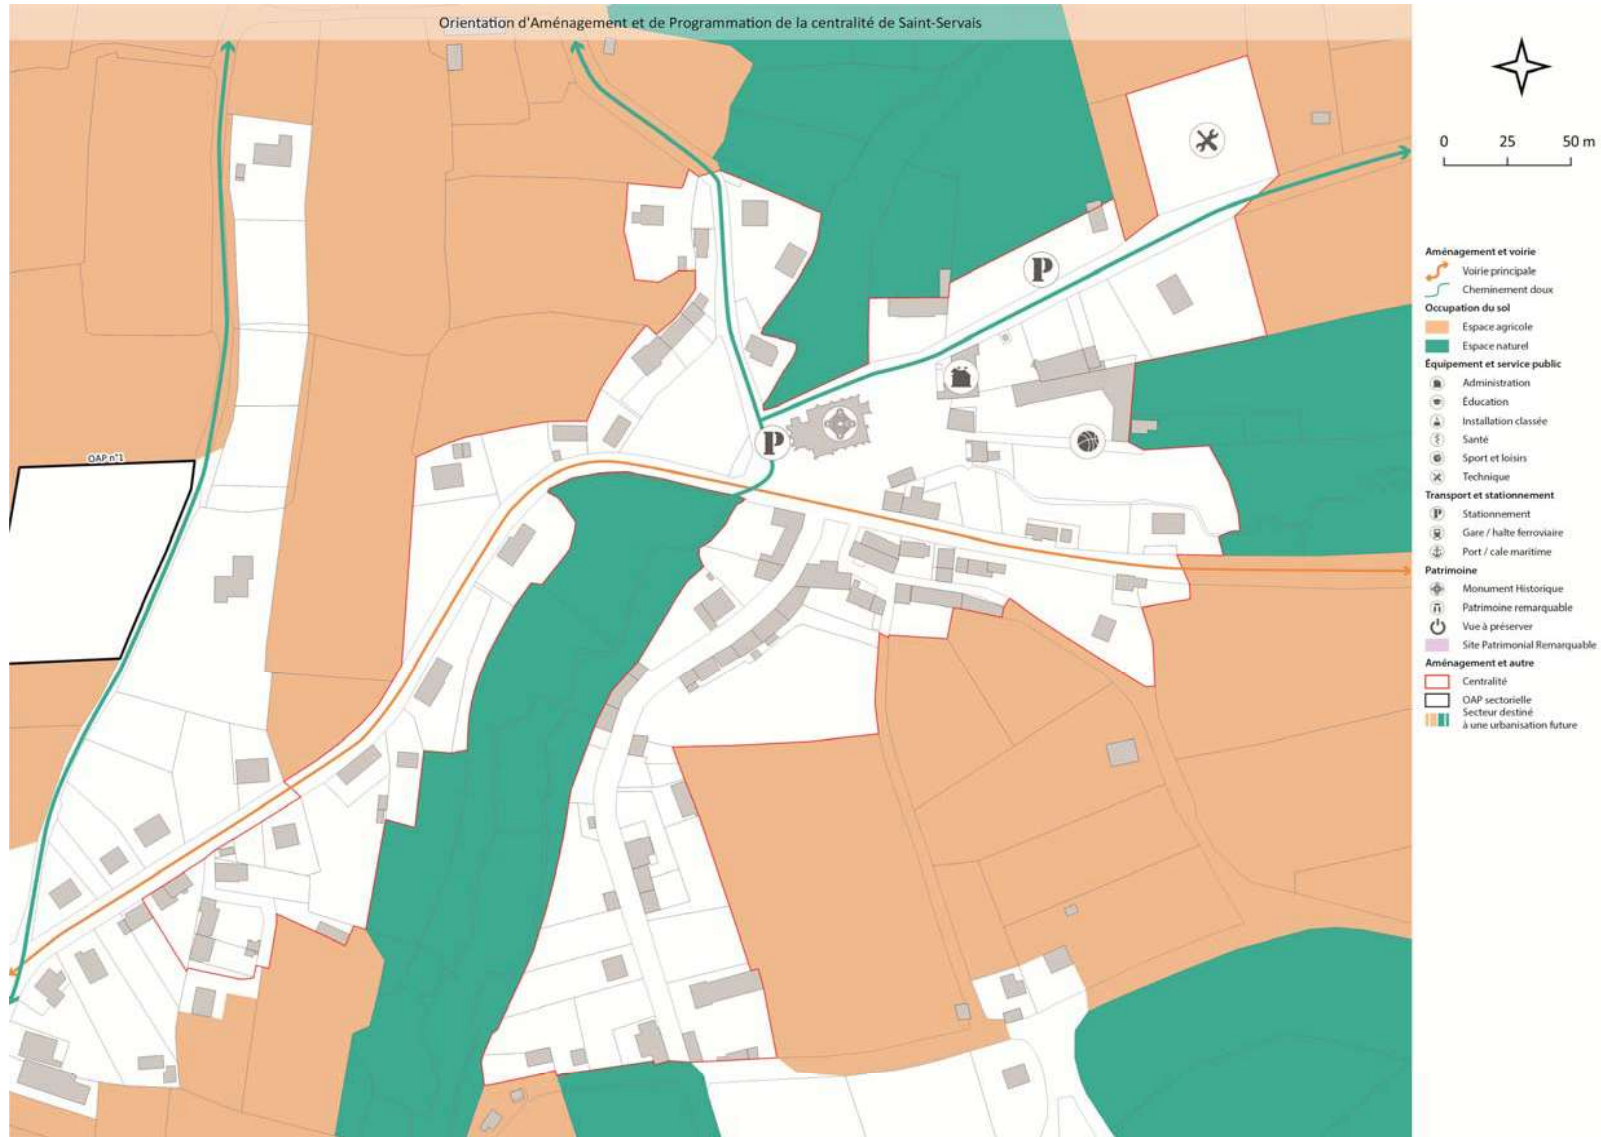 Orientation d'Aménagement et de Programmation de la centralité de Saint-Servais
0 25 50 m
OAP n°1
P
P
Aménagement et voirie
Voirie principale
Cheminement doux
Occupation du sol
Espace agricole
Espace naturel
Équipement et service public
Administration
Éducation
Installation classée
Santé
Sport et loisirs
Technique
Transport et stationnement
P Stationnement
Gare / halte ferroviaire
Port / cale maritime
Patrimoine
Monument Historique
Patrimoine remarquable
Vue à préserver
Site Patrimonial Remarquable
Aménagement et autre
Centralité
OAP sectorielle
Secteur destiné
à une urbanisation future